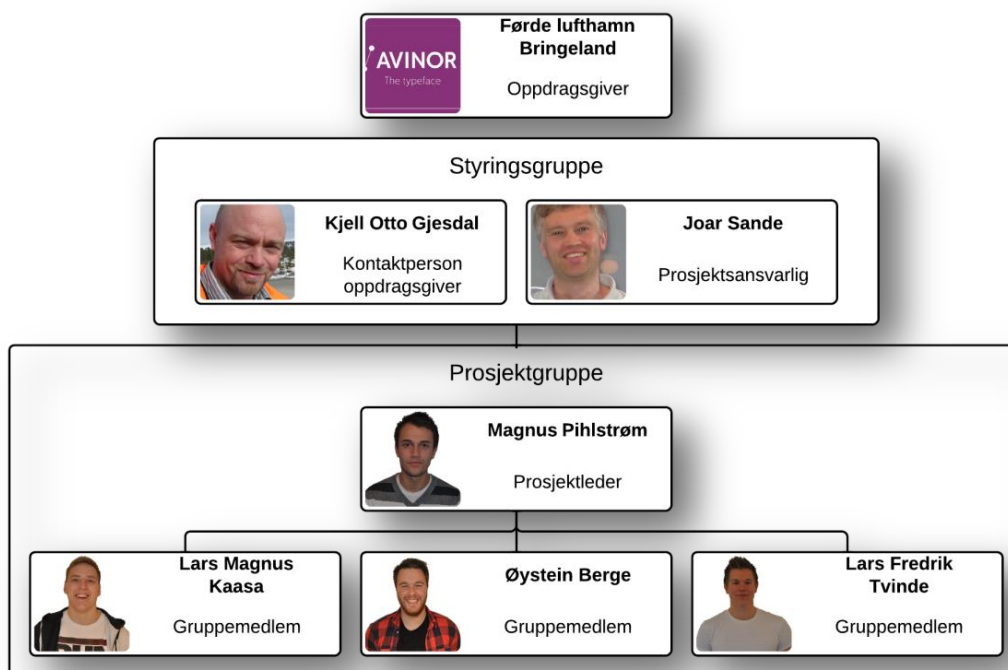 AVINOR
The typeface
Førde lufthamn
Bringeland
Oppdragsgiver
Styringsgruppe
Kjell Otto Gjesdal
Kontaktperson
oppdragsgiver
Joar Sande
Prosjektsansvarlig
Prosjektgruppe
Magnus Pihlstrøm
Prosjektleder
Lars Magnus
Kaasa
Gruppemedlem
Øystein Berge
Gruppemedlem
Lars Fredrik
Tvinde
Gruppemedlem